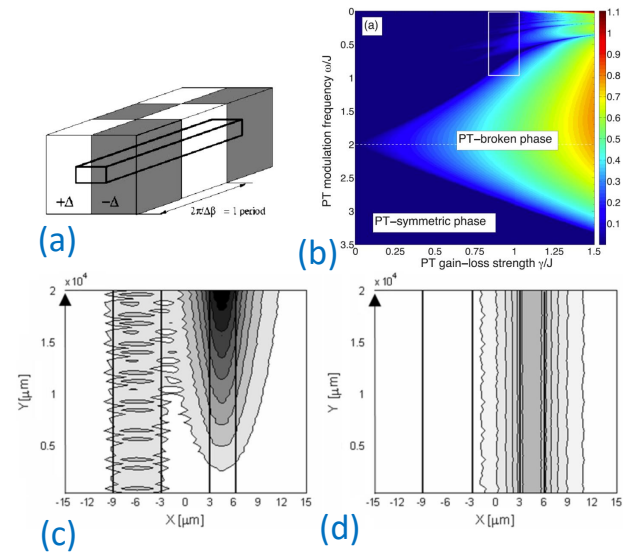 +Δ
−Δ
2π/Δβ = 1 period
(a)
(a)
PT−broken phase
PT−symmetric phase
PT modulation frequency ω/J
0
0.5
1
1.5
2
2.5
3
3.5
0 0.25 0.5 0.75 1 1.25 1.5
PT gain−loss strength γ/J
1.1
1
0.9
0.8
0.7
0.6
0.5
0.4
0.3
0.2
0.1
(b)
x 10⁴
2
1.5
1
0.5
Y[µm]
-15 -12 -9 -6 -3 0 3 6 9 12 15
X [µm]
(c)
x 10⁴
2
1.5
1
0.5
Y [µm]
-15 -12 -9 -6 -3 0 3 6 9 12 15
X [µm]
(d)